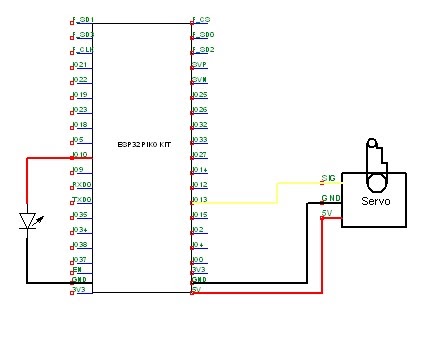 F_SD1
F_CS
F_SD3
F_SD0
F_CLK
F_SD2
IO21
SVP
IO22
SVN
IO19
IO25
IO23
IO26
IO18
IO32
IO5
ESP32 PIKO KIT
IO33
IO10
IO27
IO9
IO14
RXD0
IO12
TXD0
IO13
IO35
IO15
IO34
IO2
IO38
IO4
IO37
IO0
EN
3V3
GND
GND
3V3
5V
SIG
GND
5V
Servo